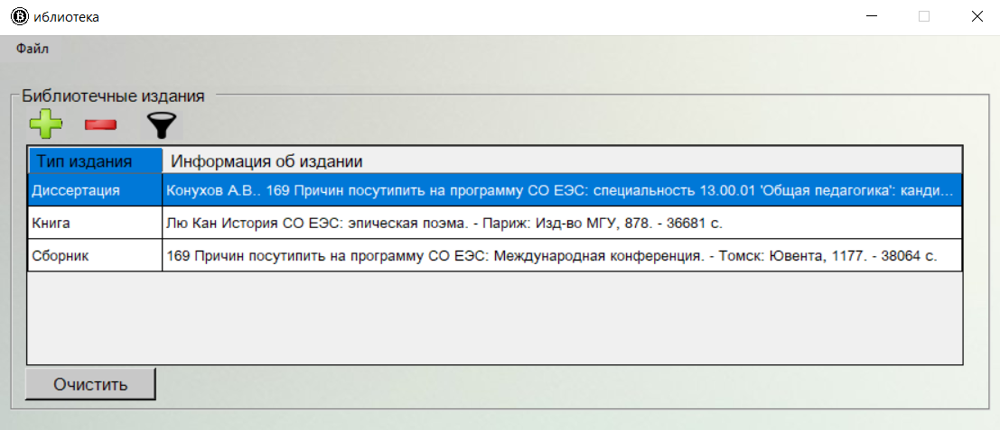 иблиотека
Файл
Библиотечные издания
Тип издания Информация об издании
Диссертация Конухов А.В.. 169 Причин посутипить на программу СО ЕЭС: специальность 13.00.01 'Общая педагогика': канди...
Книга Лю Кан История СО ЕЭС: эпическая поэма. - Париж: Изд-во МГУ, 878. - 36681 с.
Сборник 169 Причин посутипить на программу СО ЕЭС: Международная конференция. - Томск: Ювента, 1177. - 38064 с.
Очистить